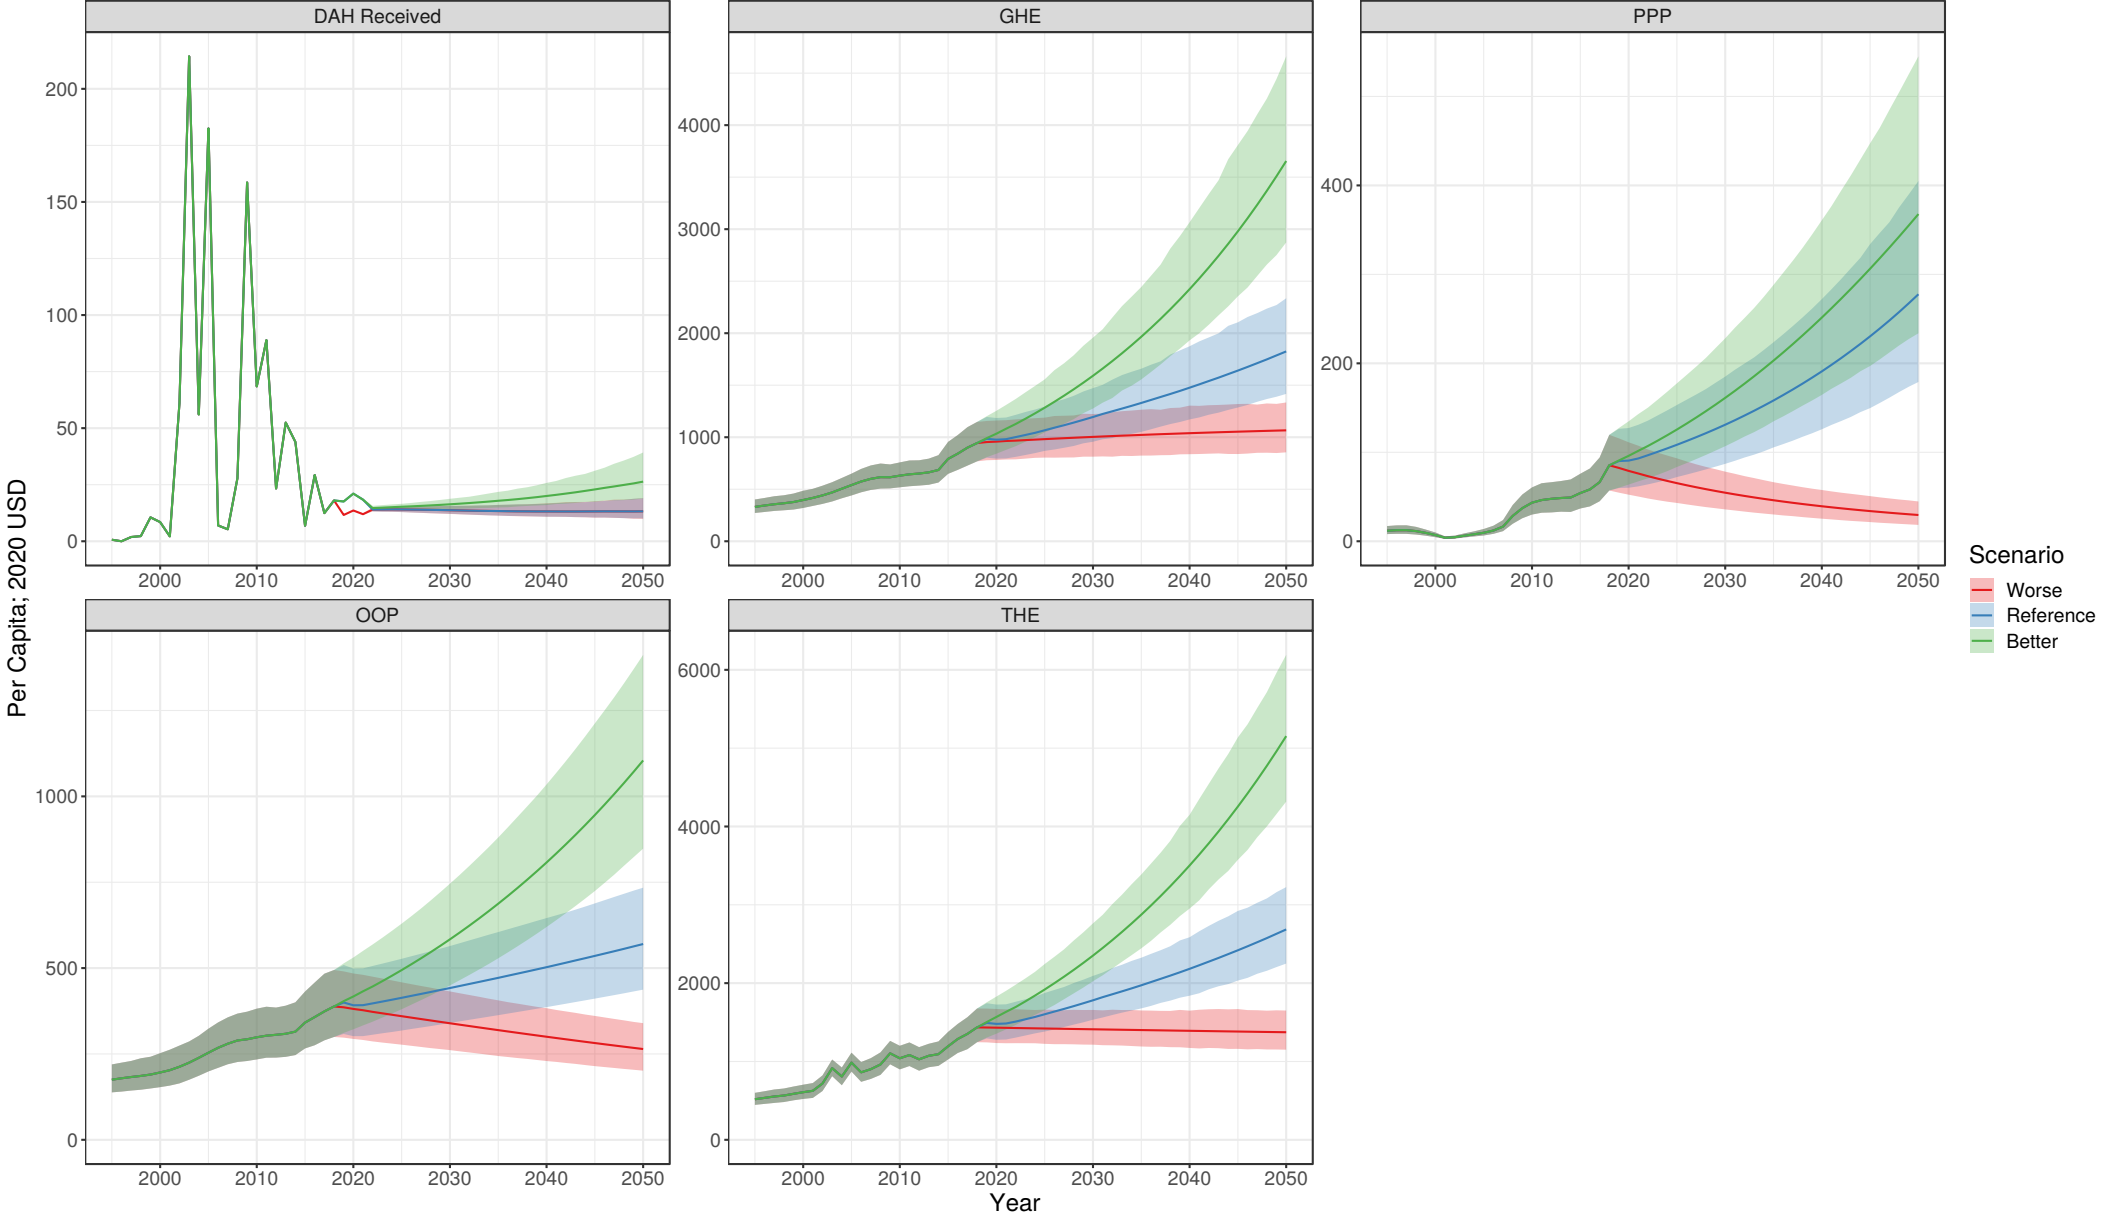 DAH Received
GHE
PPP
200
150
100
50
0
2000 2010 2020 2030 2040 2050
4000
3000
2000
1000
0
2000 2010 2020 2030 2040 2050
400
200
0
2000 2010 2020 2030 2040 2050
Per Capita; 2020 USD
OOP
THE
1000
500
0
2000 2010 2020 2030 2040 2050
6000
4000
2000
0
2000 2010 2020 2030 2040 2050
Year
Scenario
Worse
Reference
Better